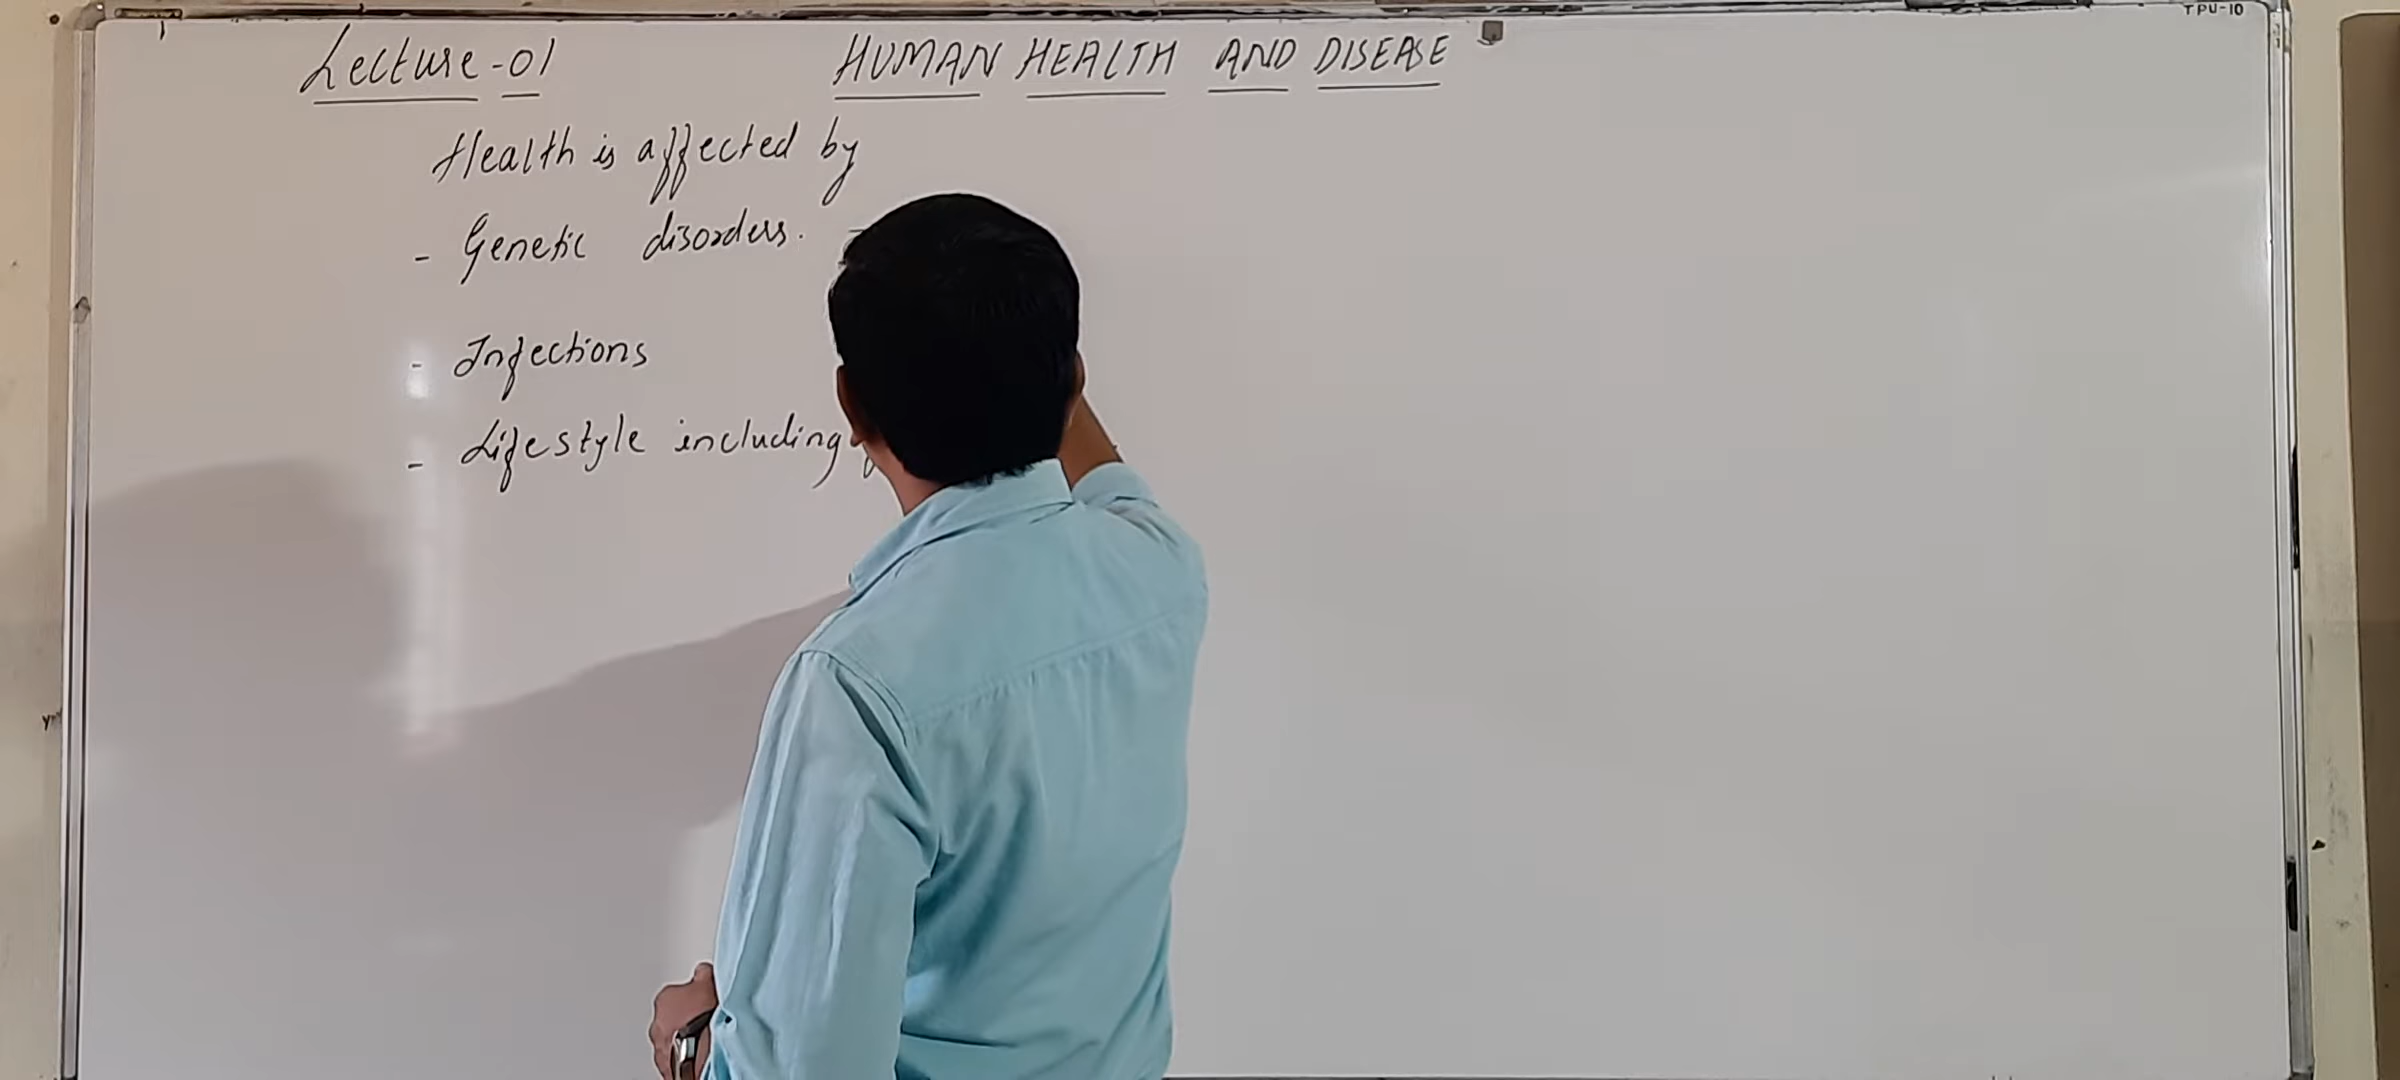 TPU-10
Lecture-01 HUMAN HEALTH AND DISEASE
Health is affected by
- Genetic disorders. -
- Infections
- Lifestyle including